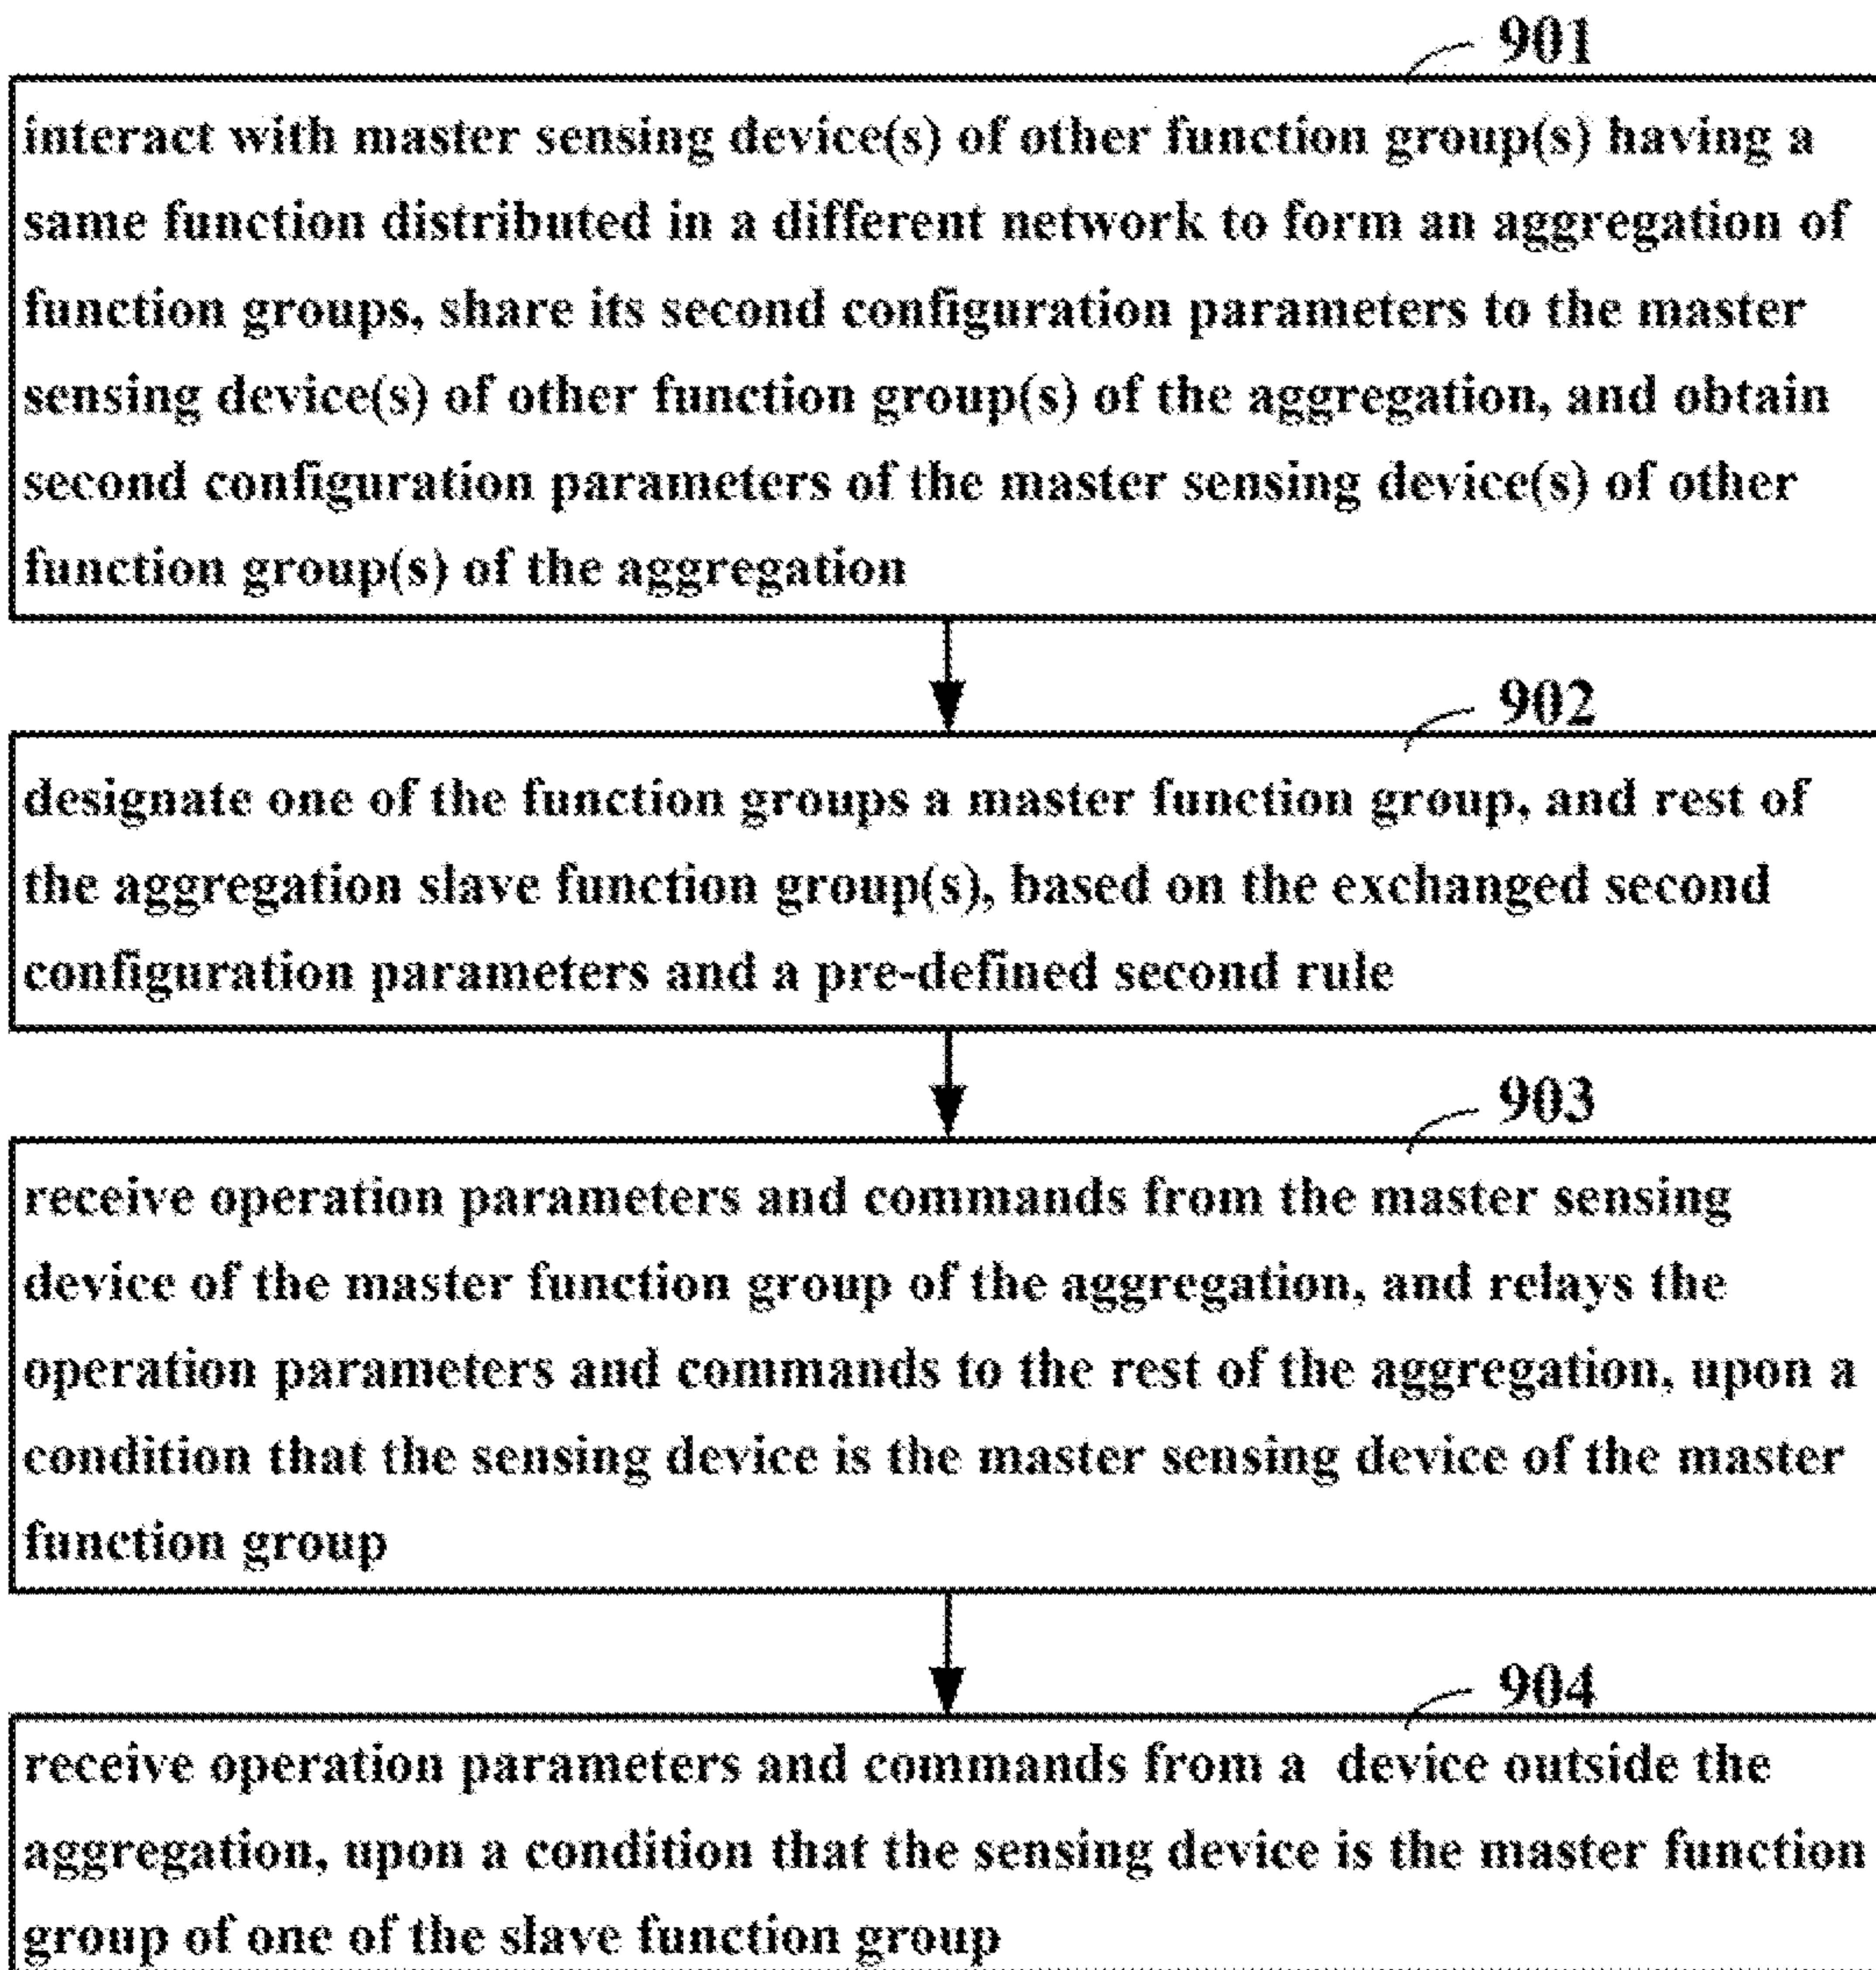 901
interact with master sensing device(s) of other function group(s) having a
same function distributed in a different network to form an aggregation of
function groups, share its second configuration parameters to the master
sensing device(s) of other function group(s) of the aggregation, and obtain
second configuration parameters of the master sensing device(s) of other
function group(s) of the aggregation
902
designate one of the function groups a master function group, and rest of
the aggregation slave function group(s), based on the exchanged second
configuration parameters and a pre-defined second rule
903
receive operation parameters and commands from the master sensing
device of the master function group of the aggregation, and relays the
operation parameters and commands to the rest of the aggregation, upon a
condition that the sensing device is the master sensing device of the master
function group
904
receive operation parameters and commands from a  device outside the
aggregation, upon a condition that the sensing device is the master function
group of one of the slave function group